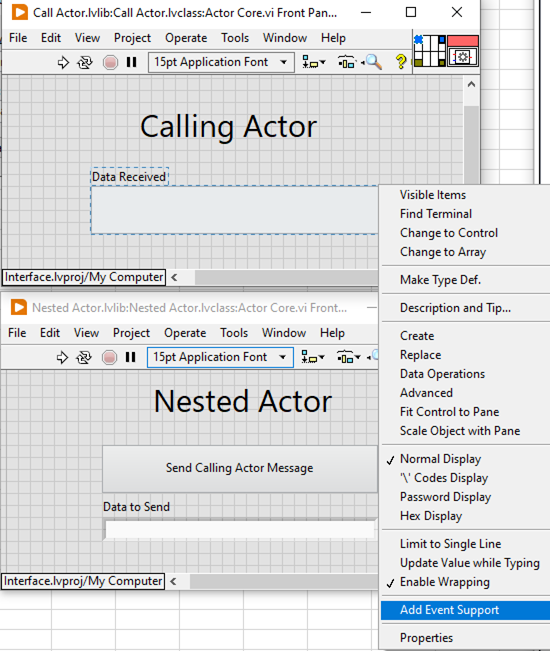 Call Actor.lvlib:Call Actor.lvclass:Actor Core.vi Front Pan...
File Edit View Project Operate Tools Window Help
15pt Application Font
Calling Actor
Data Received
Interface.lvproj/My Computer
Nested Actor.lvlib:Nested Actor.lvclass:Actor Core.vi Front...
File Edit View Project Operate Tools Window Help
15pt Application Font
Nested Actor
Send Calling Actor Message
Data to Send
Interface.lvproj/My Computer
Visible Items
Find Terminal
Change to Control
Change to Array
Make Type Def.
Description and Tip...
Create
Replace
Data Operations
Advanced
Fit Control to Pane
Scale Object with Pane
Normal Display
'\' Codes Display
Password Display
Hex Display
Limit to Single Line
Update Value while Typing
Enable Wrapping
Add Event Support
Properties